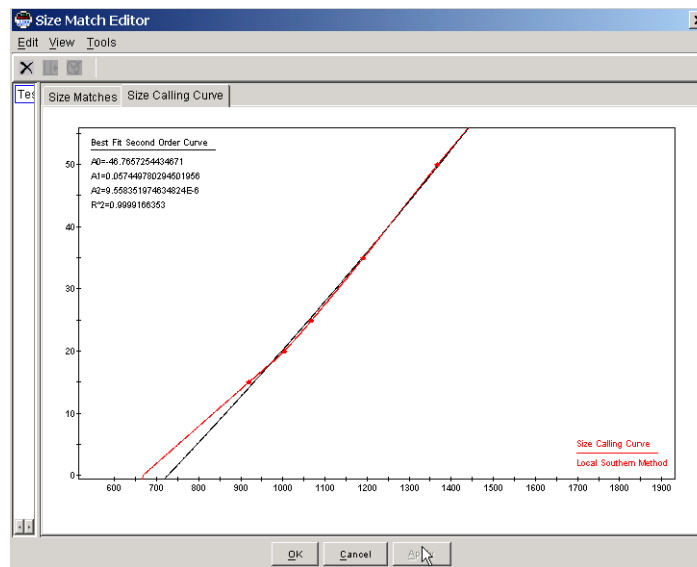 Size Match Editor
Edit View Tools
Size Matches Size Calling Curve
Best Fit Second Order Curve
A0=-46.7657254434671
A1=0.057449780294501956
A2=9.558351974634824E-6
R^2=0.9999166353
50
40
30
20
10
0
600 700 800 900 1000 1100 1200 1300 1400 1500 1600 1700 1800 1900
Size Calling Curve
Local Southern Method
OK Cancel